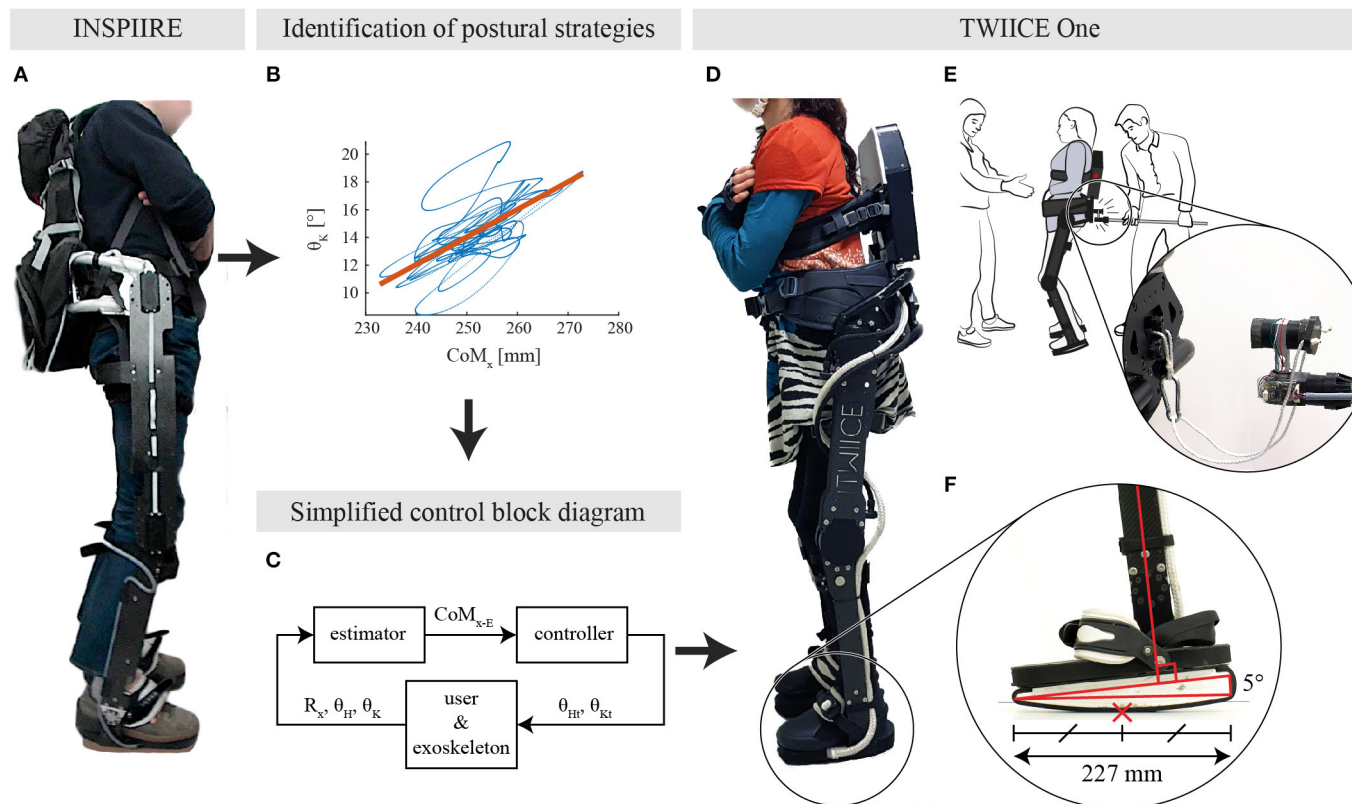 INSPIIRE
Identification of postural strategies
TWIICE One
A
B
D
E
20
18
16
14
12
10
θK [°]
230
240
250
260
270
280
CoMx [mm]
TWIICE
Simplified control block diagram
F
C
CoMx-E
estimator
controller
Rx, θH, θK
user
&
exoskeleton
θHt, θKt
5°
227 mm